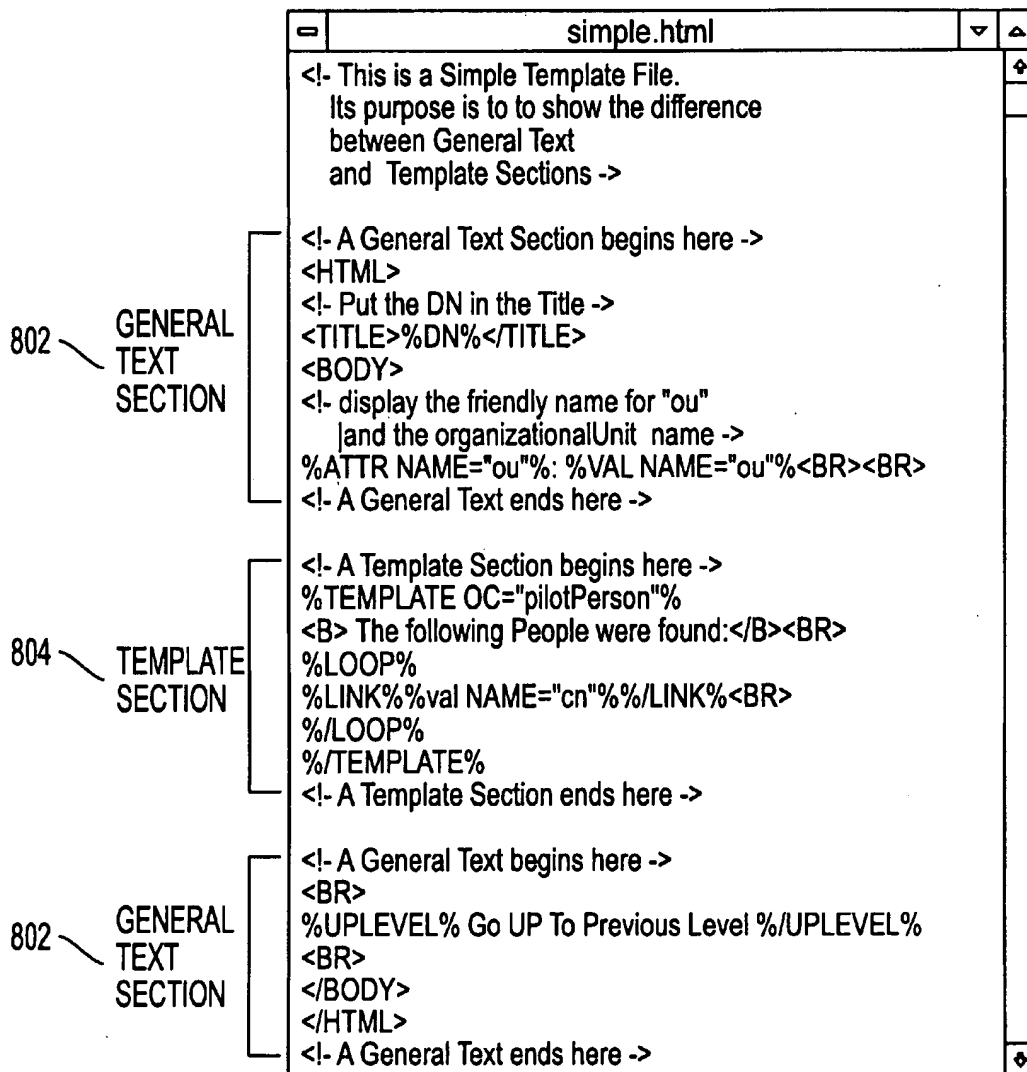 simple.html
<!- This is a Simple Template File.
Its purpose is to to show the difference
between General Text
and Template Sections ->
<!- A General Text Section begins here ->
<HTML>
<!- Put the DN in the Title ->
<TITLE>%DN%</TITLE>
<BODY>
<!- display the friendly name for "ou"
|and the organizationalUnit name ->
%ATTR NAME="ou"%: %VAL NAME="ou"%<BR><BR>
<!- A General Text ends here ->
802
GENERAL
TEXT
SECTION
<!- A Template Section begins here ->
%TEMPLATE OC="pilotPerson"%
<B> The following People were found:</B><BR>
%LOOP%
%LINK%%val NAME="cn"%%/LINK%<BR>
%/LOOP%
%/TEMPLATE%
<!- A Template Section ends here ->
804
TEMPLATE
SECTION
<!- A General Text begins here ->
<BR>
%UPLEVEL% Go UP To Previous Level %/UPLEVEL%
<BR>
</BODY>
</HTML>
<!- A General Text ends here ->
802
GENERAL
TEXT
SECTION